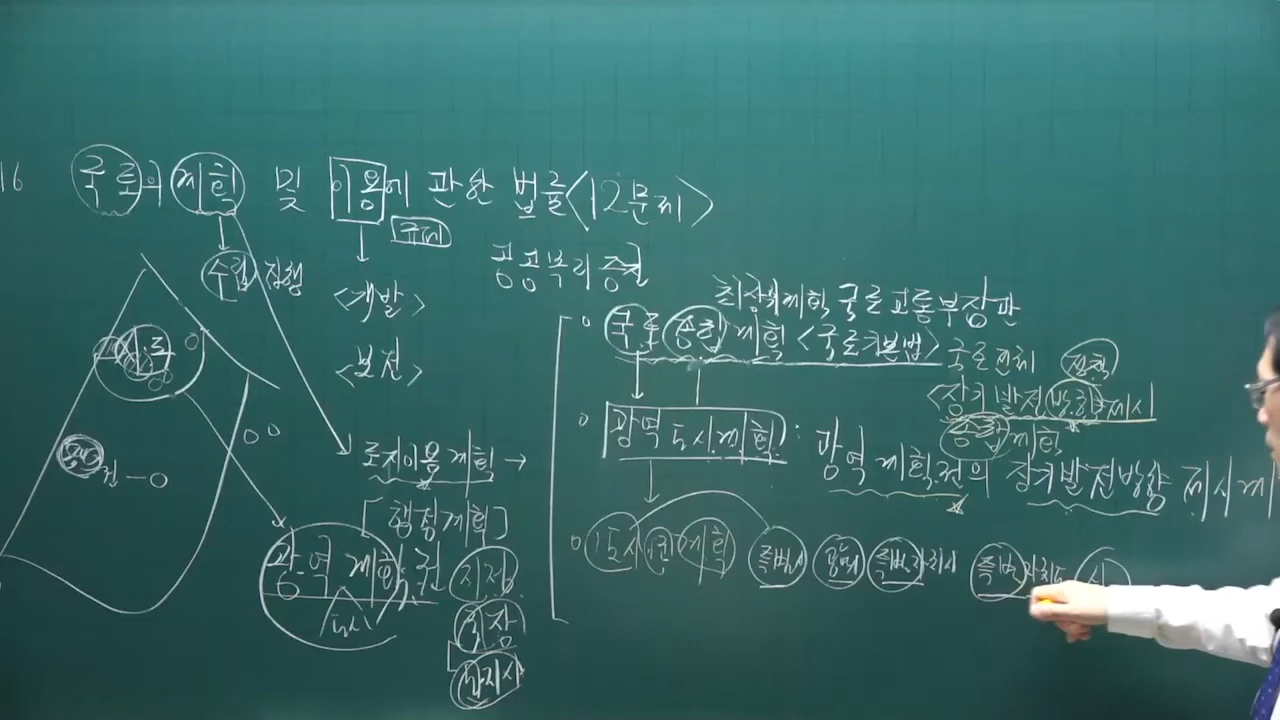 16 국토의 계획 및 이용에 관한 법률<12문제>
규제
수립 집행
<개발>
<보전>
공공복리 증진
토지이용계획→
[행정계획]
광역계획권
지정
국장
도지사
최상위계획 국토교통부장관
국토종합계획<국토기본법>
국토전체 정책
<장기발전방향제시
종합계획
광역도시계획: 광역계획권의 장기발전방향 제시
도시 군 계획 특별시 광역시 특별자치시 특별자치도 시